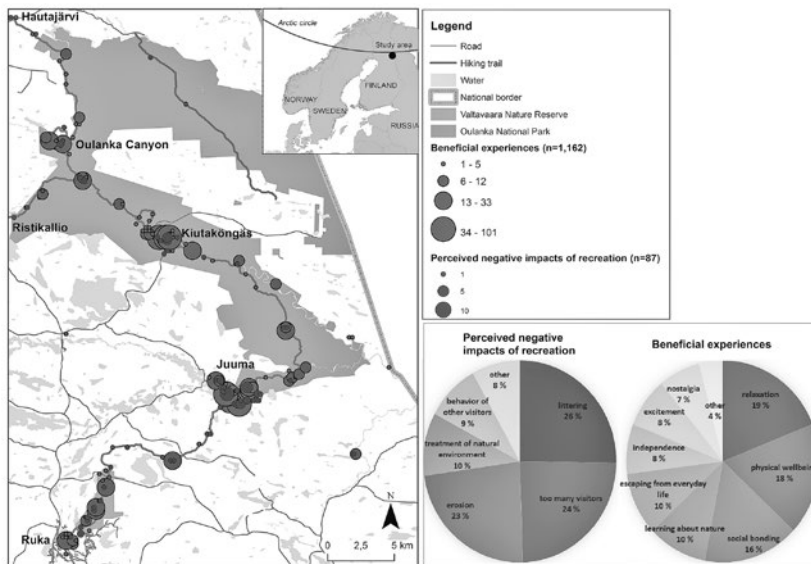 Hautajärvi
Oulanka Canyon
Ristikallio
Kiutaköngäs
Juuma
Ruka
N
0 2,5 5 km
Arctic circle
Study area
NORWAY
SWEDEN
FINLAND
RUSSIA
Legend
Road
Hiking trail
Water
National border
Valtavaara Nature Reserve
Oulanka National Park
Beneficial experiences (n=1,162)
1 - 5
6 - 12
13 - 33
34 - 101
Perceived negative impacts of recreation (n=87)
1
5
10
Perceived negative
impacts of recreation
other
8 %
behavior of
other visitors
9 %
treatment of natural
environment
10 %
erosion
23 %
too many visitors
24 %
littering
26 %
Beneficial experiences
nostalgia
7 %
other
4 %
excitement
8 %
independence
8 %
escaping from everyday
life
10 %
learning about nature
10 %
social bonding
16 %
physical wellbein
18 %
relaxation
19 %